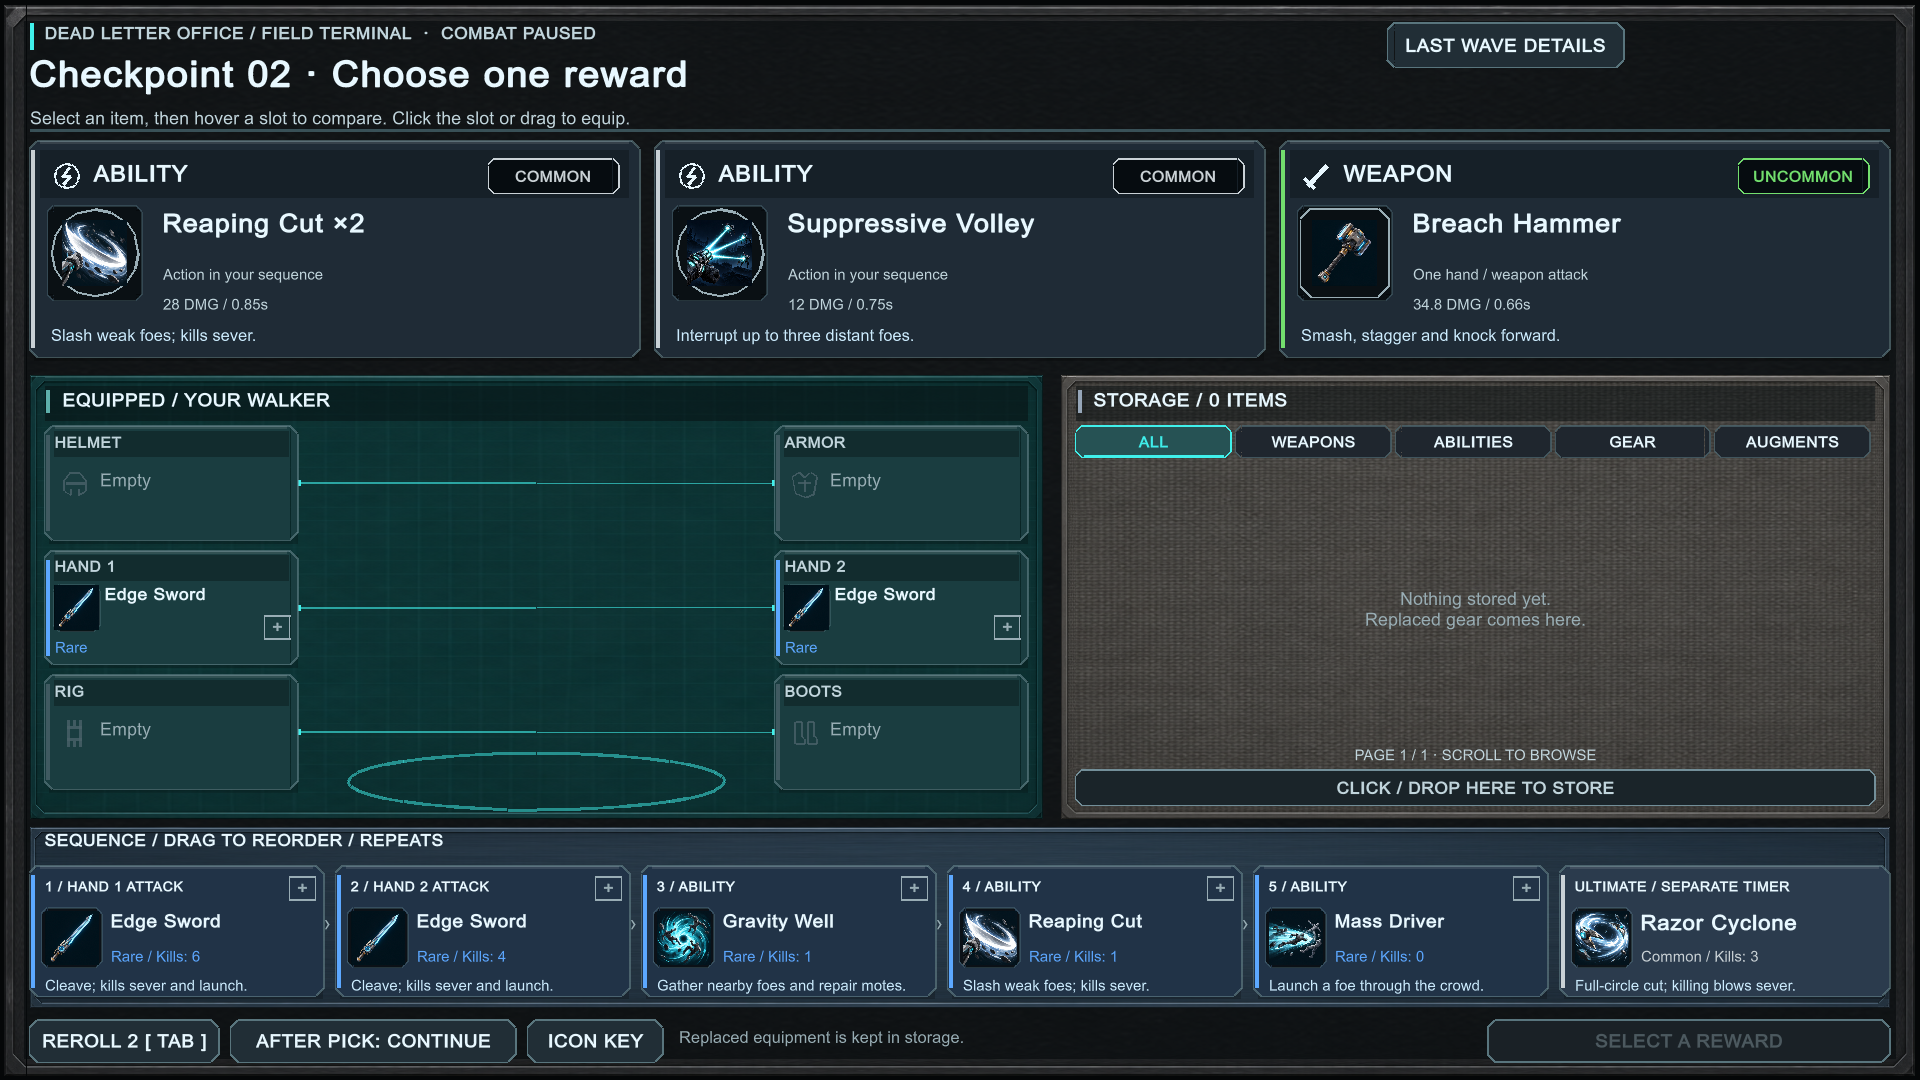 DEAD LETTER OFFICE / FIELD TERMINAL · COMBAT PAUSED
LAST WAVE DETAILS
Checkpoint 02 · Choose one reward
Select an item, then hover a slot to compare. Click the slot or drag to equip.
ABILITY
COMMON
Reaping Cut ×2
Action in your sequence
28 DMG / 0.85s
Slash weak foes; kills sever.
ABILITY
COMMON
Suppressive Volley
Action in your sequence
12 DMG / 0.75s
Interrupt up to three distant foes.
WEAPON
UNCOMMON
Breach Hammer
One hand / weapon attack
34.8 DMG / 0.66s
Smash, stagger and knock forward.
EQUIPPED / YOUR WALKER
HELMET
Empty
ARMOR
Empty
HAND 1
Edge Sword
+
Rare
HAND 2
Edge Sword
+
Rare
RIG
Empty
BOOTS
Empty
STORAGE / 0 ITEMS
ALL
WEAPONS
ABILITIES
GEAR
AUGMENTS
Nothing stored yet.
Replaced gear comes here.
PAGE 1 / 1 · SCROLL TO BROWSE
CLICK / DROP HERE TO STORE
SEQUENCE / DRAG TO REORDER / REPEATS
1 / HAND 1 ATTACK
+
Edge Sword
Rare / Kills: 6
Cleave; kills sever and launch.
2 / HAND 2 ATTACK
+
Edge Sword
Rare / Kills: 4
Cleave; kills sever and launch.
3 / ABILITY
+
Gravity Well
Rare / Kills: 1
Gather nearby foes and repair motes.
4 / ABILITY
+
Reaping Cut
Rare / Kills: 1
Slash weak foes; kills sever.
5 / ABILITY
+
Mass Driver
Rare / Kills: 0
Launch a foe through the crowd.
ULTIMATE / SEPARATE TIMER
Razor Cyclone
Common / Kills: 3
Full-circle cut; killing blows sever.
REROLL 2 [ TAB ]
AFTER PICK: CONTINUE
ICON KEY
Replaced equipment is kept in storage.
SELECT A REWARD